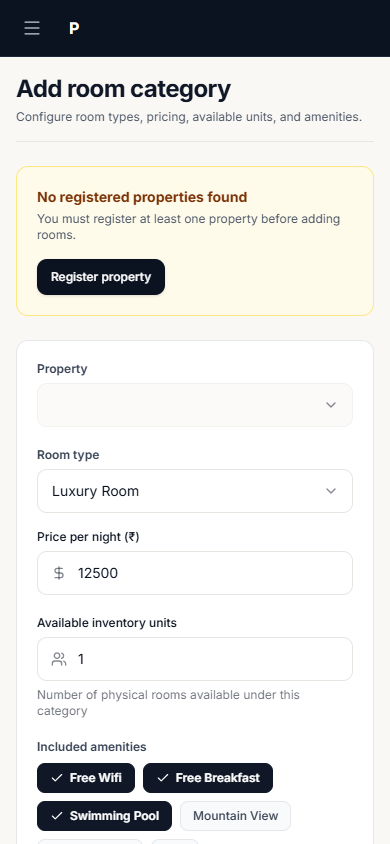 P
Add room category
Configure room types, pricing, available units, and amenities.
No registered properties found
You must register at least one property before adding
rooms.
Register property
Property
Room type
Luxury Room
Price per night (₹)
$ 12500
Available inventory units
1
Number of physical rooms available under this
category
Included amenities
Free Wifi Free Breakfast
Swimming Pool Mountain View